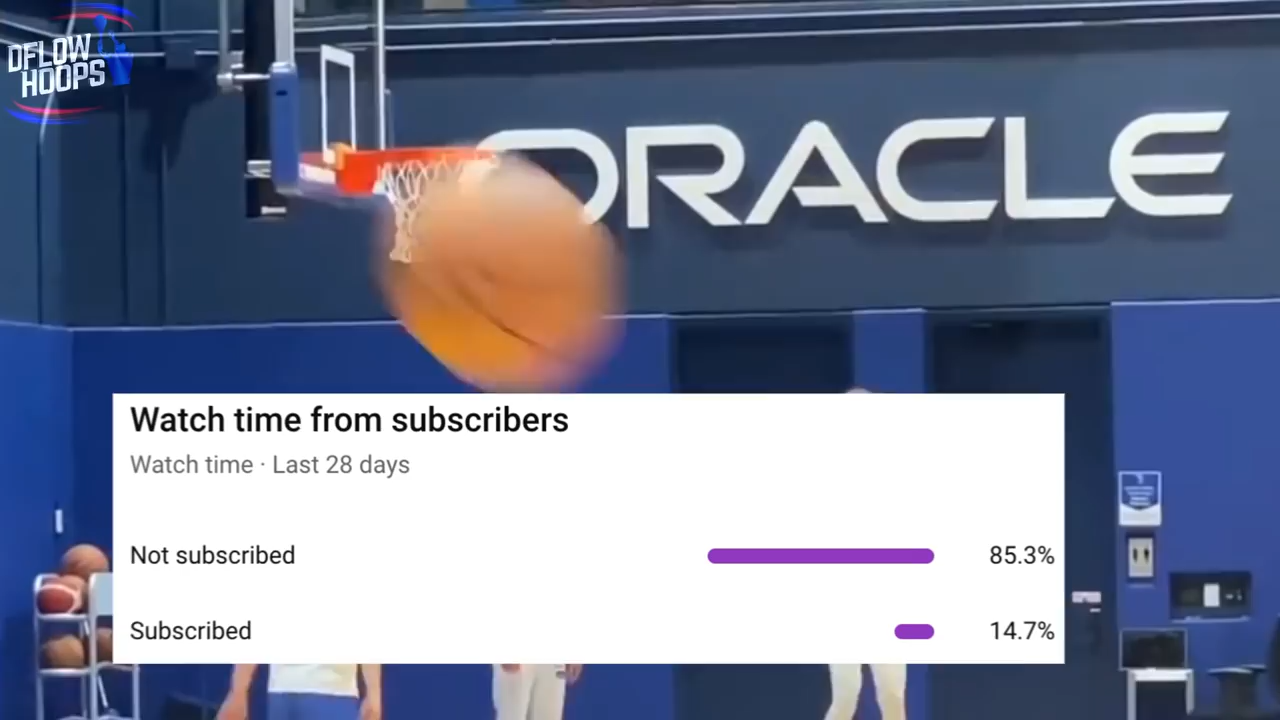 DFLOW
HOOPS
ORACLE
Watch time from subscribers
Watch time · Last 28 days
Not subscribed 85.3%
Subscribed 14.7%